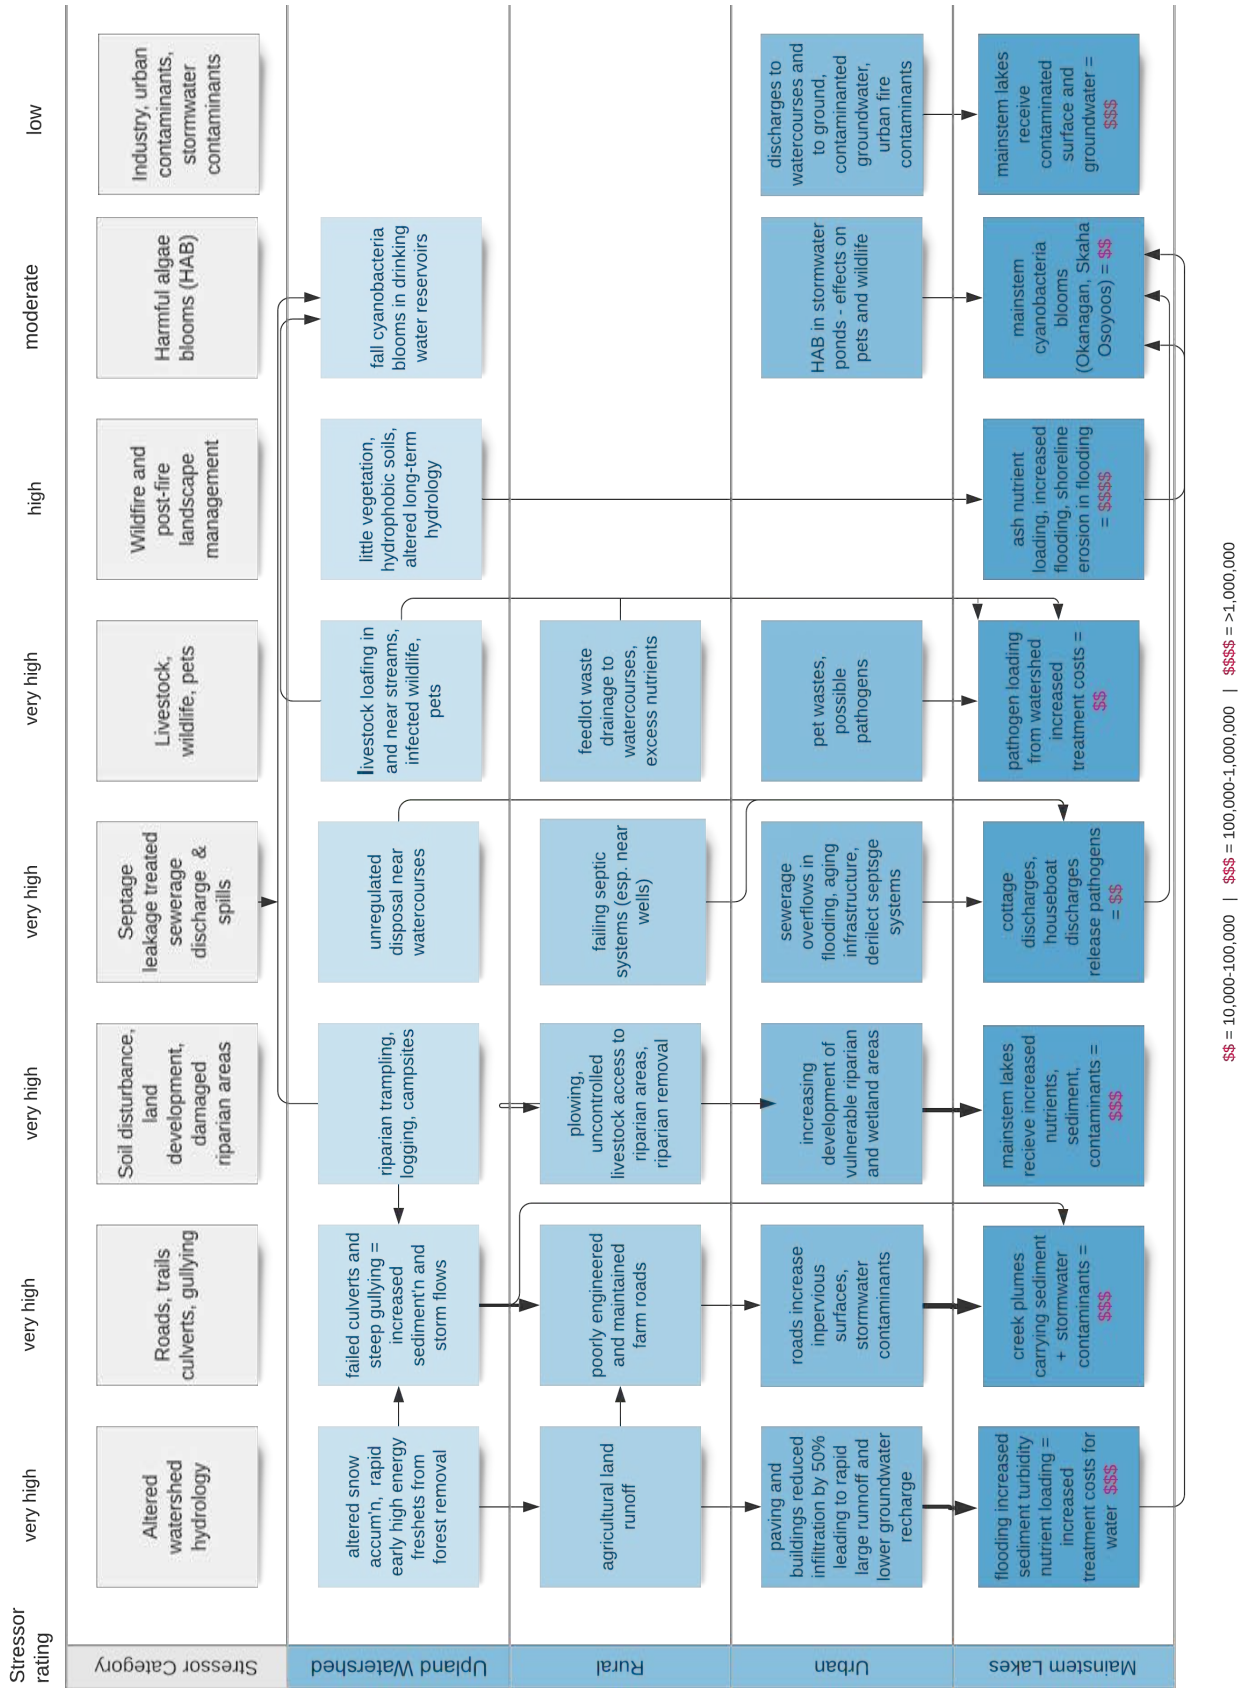 Stressor
rating
very high
very high
very high
very high
very high
high
moderate
low
Stressor Category
Altered
watershed
hydrology
Roads, trails
culverts, gullying
Soil disturbance,
land
development,
damaged
riparian areas
Septage
leakage treated
sewerage
discharge &
spills
Livestock,
wildlife, pets
Wildfire and
post-fire
landscape
management
Harmful algae
blooms (HAB)
Industry, urban
contaminants,
stormwater
contaminants
Upland Watershed
altered snow
accum'n, rapid
early high energy
freshets from
forest removal
failed culverts and
steep gullying =
increased
sediment'n and
storm flows
riparian trampling,
logging, campsites
unregulated
disposal near
watercourses
livestock loafing in
and near streams,
infected wildlife,
pets
little vegetation,
hydrophobic soils,
altered long-term
hydrology
fall cyanobacteria
blooms in drinking
water reservoirs
Rural
agricultural land
runoff
poorly engineered
and maintained
farm roads
plowing,
uncontrolled
livestock access to
riparian areas,
riparian removal
failing septic
systems (esp. near
wells)
feedlot waste
drainage to
watercourses,
excess nutrients
Urban
paving and
buildings reduced
infiltration by 50%
leading to rapid
large runnoff and
lower groundwater
recharge
roads increase
inpervious
surfaces,
stormwater
contaminants
increasing
development of
vulnerable riparian
and wetland areas
sewerage
overflows in
flooding, aging
infrastructure,
derilect septsge
systems
pet wastes,
possible
pathogens
HAB in stormwater
ponds - effects on
pets and wildlife
discharges to
watercourses and
to ground,
contaminanted
groundwater,
urban fire
contaminants
Mainstem Lakes
flooding increased
sediment turbidity
nutrient loading =
increased
treatment costs for
water $$$
creek plumes
carrying sediment
+ stormwater
contaminants =
$$$
mainstem lakes
recieve increased
nutrients,
sediment,
contaminants =
$$$
cottage
discharges,
houseboat
discharges
release pathogens
= $$
pathogen loading
from watershed
increased
treatment costs =
$$
ash nutrient
loading, increased
flooding, shoreline
erosion in flooding
= $$$$
mainstem
cyanobacteria
blooms
(Okanagan, Skaha
Osoyoos) = $$
mainstem lakes
receive
contaminated
surface and
groundwater =
$$$
$$ = 10,000-100,000 | $$$ = 100,000-1,000,000 | $$$$ = >1,000,000